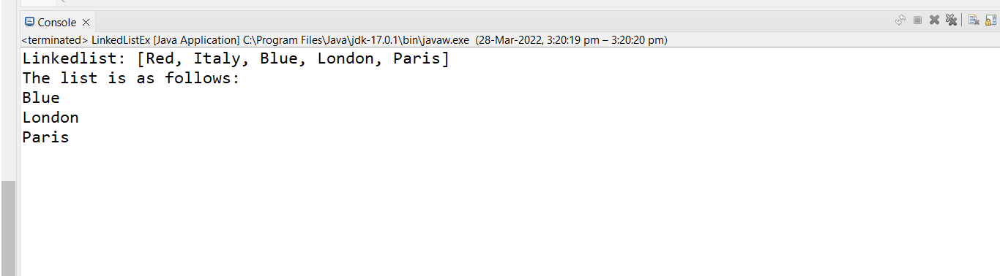 Console
<terminated> LinkedListEx [Java Application] C:\Program Files\Java\jdk-17.0.1\bin\javaw.exe (28-Mar-2022, 3:20:19 pm – 3:20:20 pm)
Linkedlist: [Red, Italy, Blue, London, Paris]
The list is as follows:
Blue
London
Paris